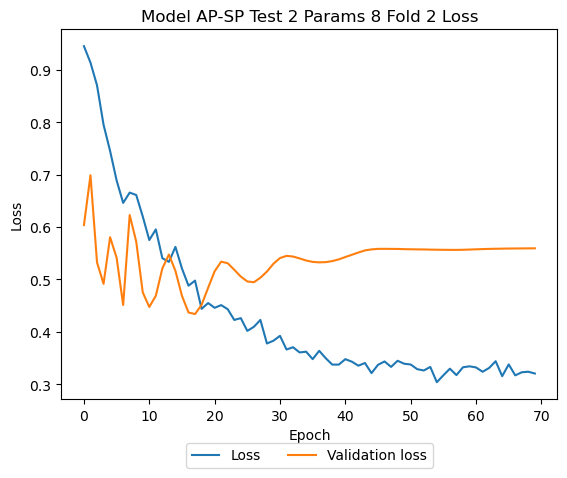 Model AP-SP Test 2 Params 8 Fold 2 Loss
Loss
0.9
0.8
0.7
0.6
0.5
0.4
0.3
0 10 20 30 40 50 60 70
Epoch
Loss Validation loss